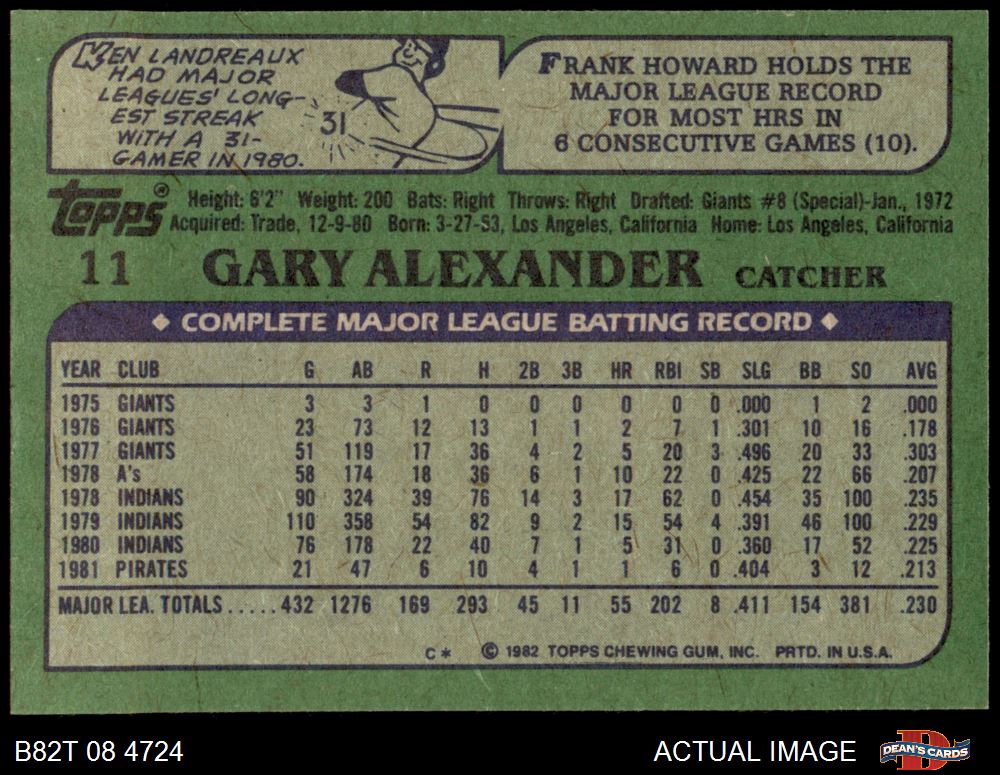 KEN LANDREAUX
HAD MAJOR
LEAGUES' LONG-
EST STREAK
WITH A 31-
GAMER IN 1980.
31
FRANK HOWARD HOLDS THE
MAJOR LEAGUE RECORD
FOR MOST HRS IN
6 CONSECUTIVE GAMES (10).
Topps®
Height: 6'2" Weight: 200 Bats: Right Throws: Right Drafted: Giants #8 (Special)-Jan., 1972
Acquired: Trade, 12-9-80 Born: 3-27-53, Los Angeles, California Home: Los Angeles, California
11 GARY ALEXANDER CATCHER
◆ COMPLETE MAJOR LEAGUE BATTING RECORD ◆
YEAR CLUB G AB R H 2B 3B HR RBI SB SLG BB SO AVG
1975 GIANTS 3 3 1 0 0 0 0 0 0 .000 1 2 .000
1976 GIANTS 23 73 12 13 1 1 2 7 1 .301 10 16 .178
1977 GIANTS 51 119 17 36 4 2 5 20 3 .496 20 33 .303
1978 A's 58 174 18 36 6 1 10 22 0 .425 22 66 .207
1978 INDIANS 90 324 39 76 14 3 17 62 0 .454 35 100 .235
1979 INDIANS 110 358 54 82 9 2 15 54 4 .391 46 100 .229
1980 INDIANS 76 178 22 40 7 1 5 31 0 .360 17 52 .225
1981 PIRATES 21 47 6 10 4 1 1 6 0 .404 3 12 .213
MAJOR LEA. TOTALS.....432 1276 169 293 45 11 55 202 8 .411 154 381 .230
C* © 1982 TOPPS CHEWING GUM, INC. PRTD. IN U.S.A.
B82T 08 4724 ACTUAL IMAGE DEAN'S CARDS